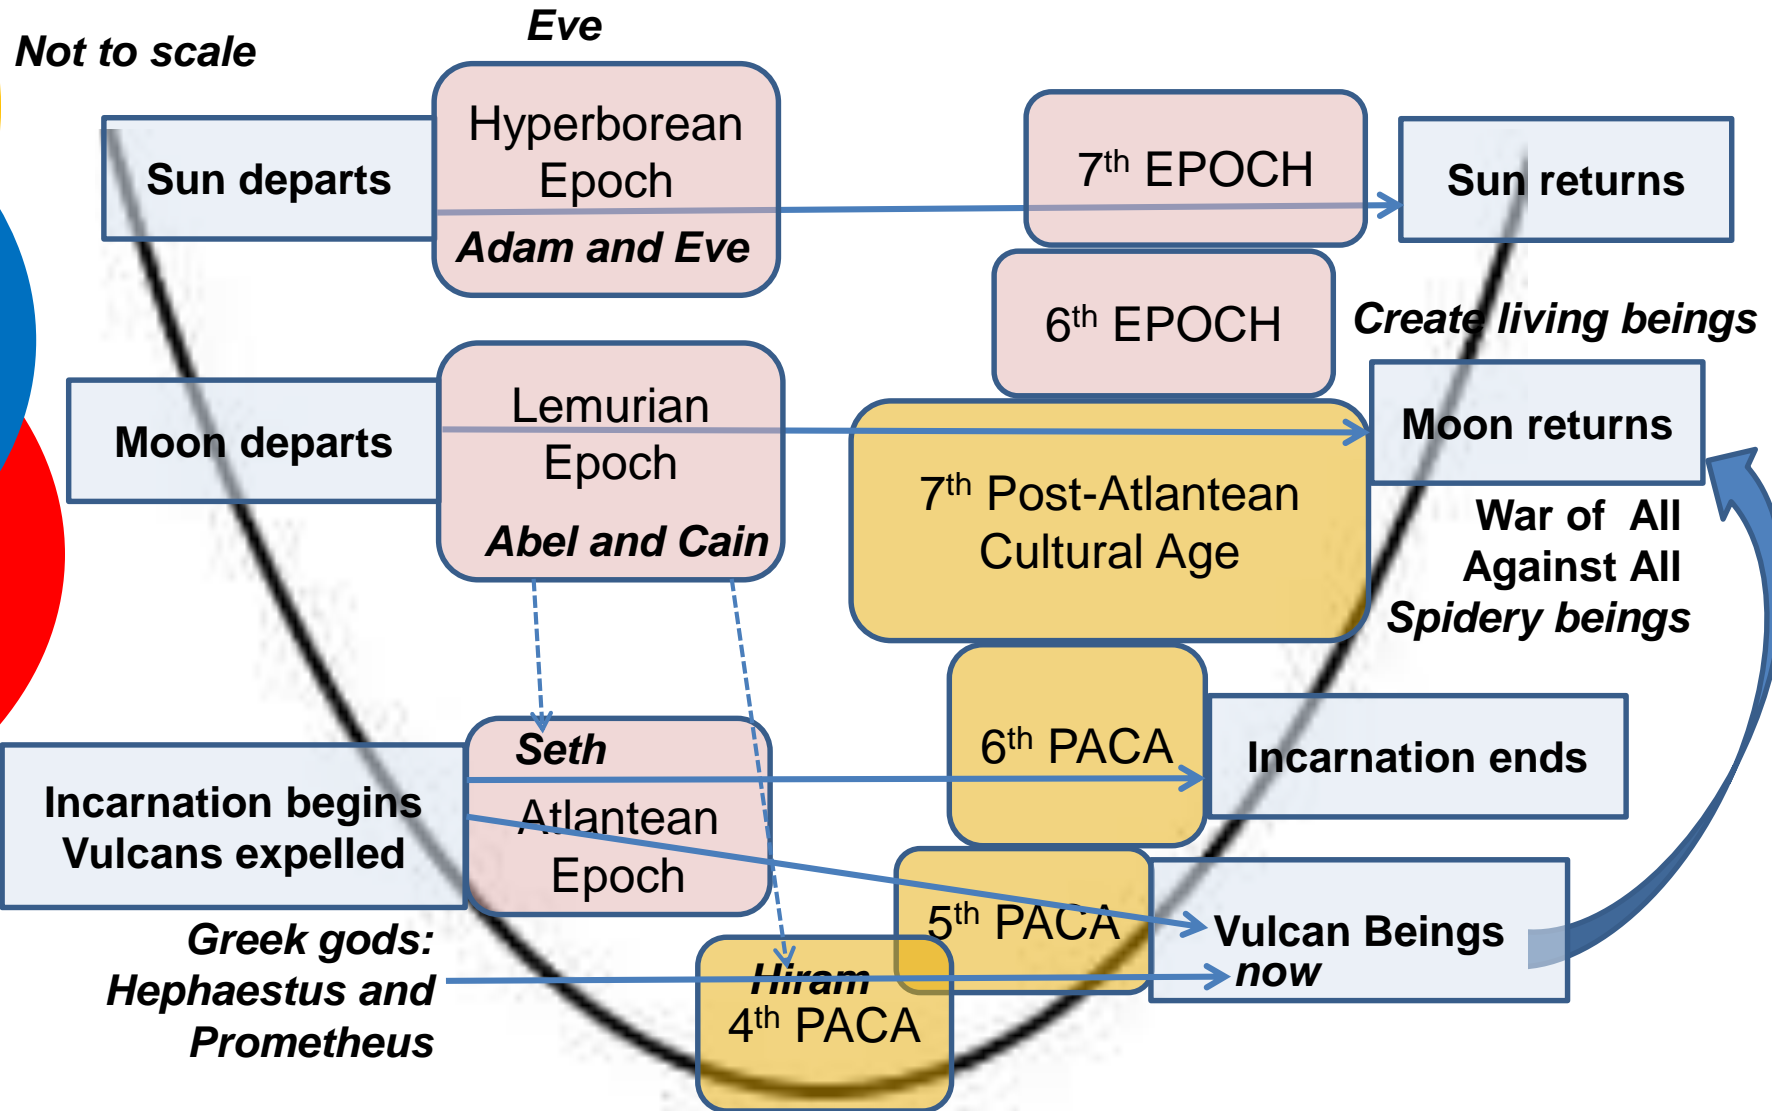 Eve
Not to scale
Hyperborean
Epoch
Adam and Eve
Sun departs
7th EPOCH
Sun returns
6th EPOCH
Create living beings
Moon departs
Lemurian
Epoch
Abel and Cain
7th Post-Atlantean
Cultural Age
Moon returns
War of All
Against All
Spidery beings
Seth
Atlantean
Epoch
Incarnation begins
Vulcans expelled
6th PACA
Incarnation ends
5th PACA
Vulcan Beings
now
Greek gods:
Hephaestus and
Prometheus
Hiram
4th PACA